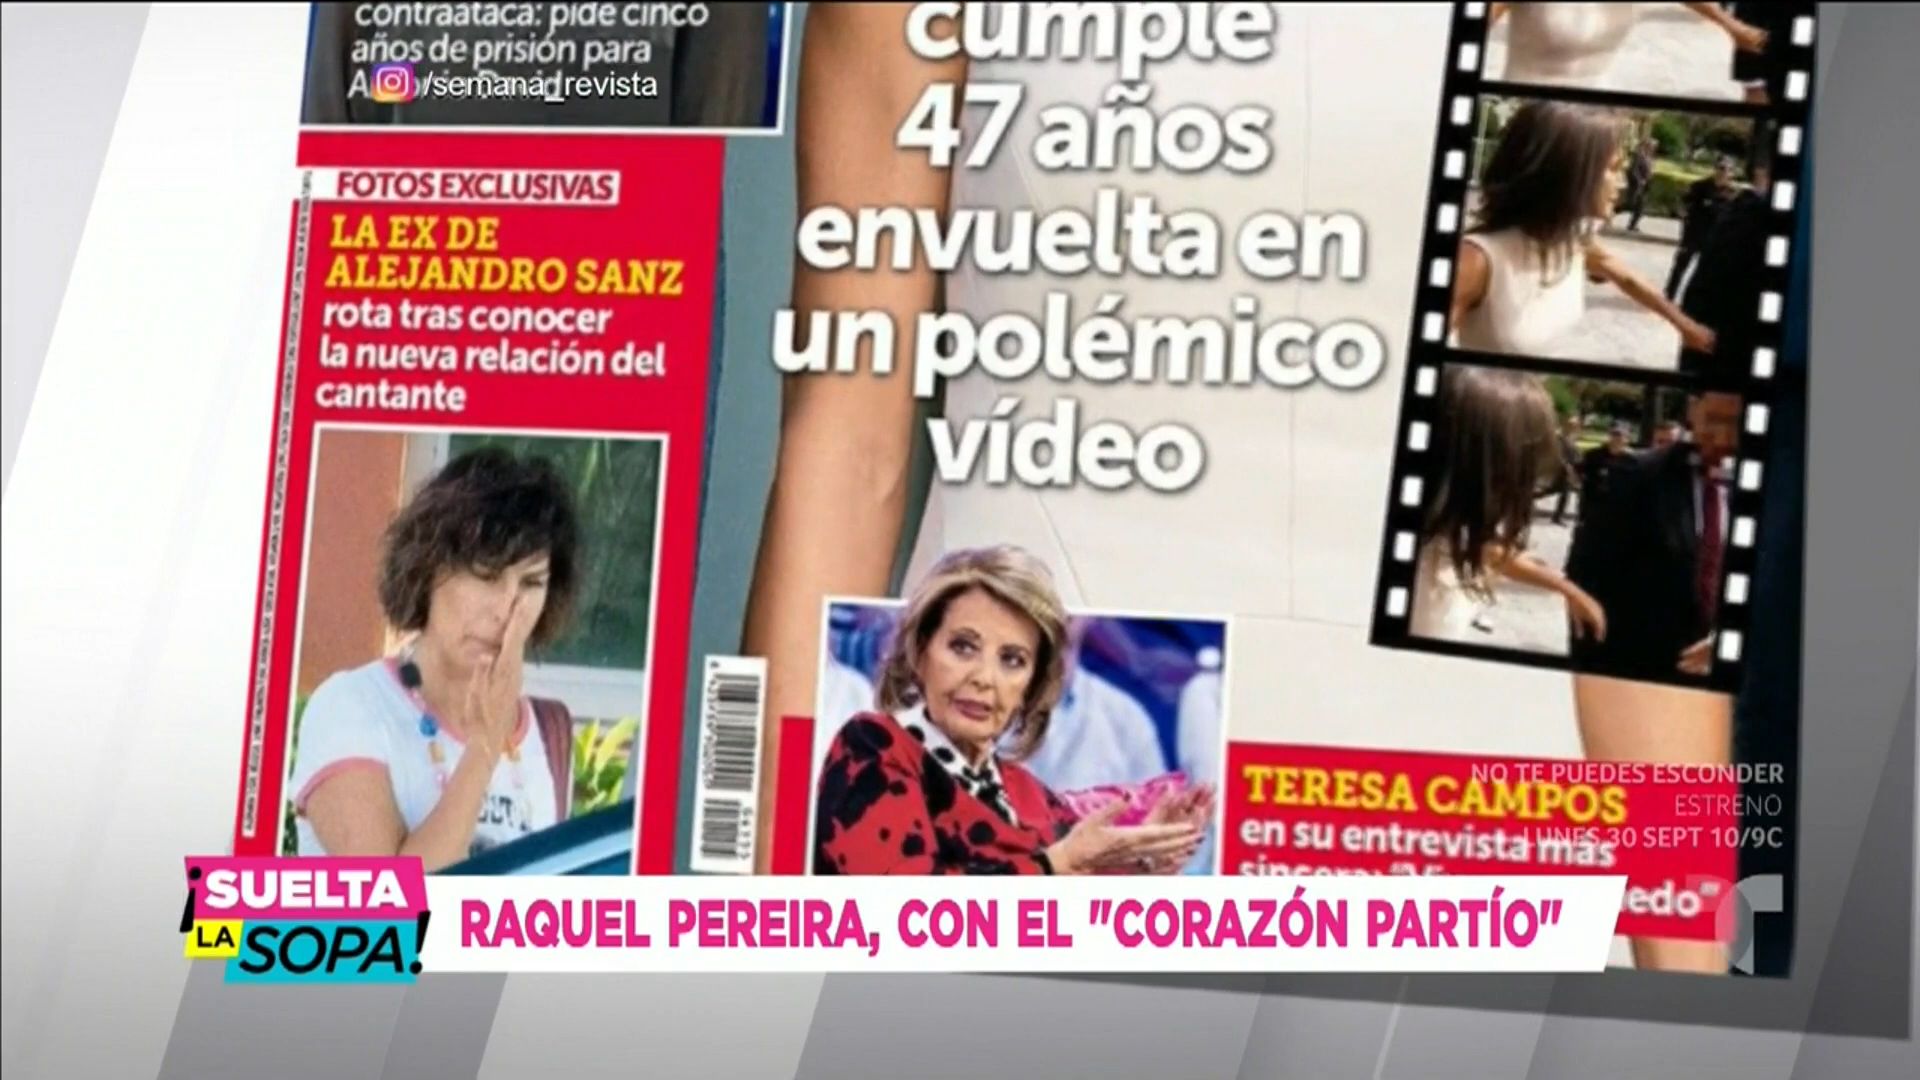 contraataca: pide cinco
años de prisión para
/semana_revista
FOTOS EXCLUSIVAS
LA EX DE
ALEJANDRO SANZ
rota tras conocer
la nueva relación del
cantante
cumple
47 años
envuelta en
un polémico
vídeo
TERESA CAMPOS
en su entrevista más
NO TE PUEDES ESCONDER
ESTRENO
LUNES 30 SEPT 10/9C
¡SUELTA
LA SOPA!
RAQUEL PEREIRA, CON EL "CORAZÓN PARTÍO"